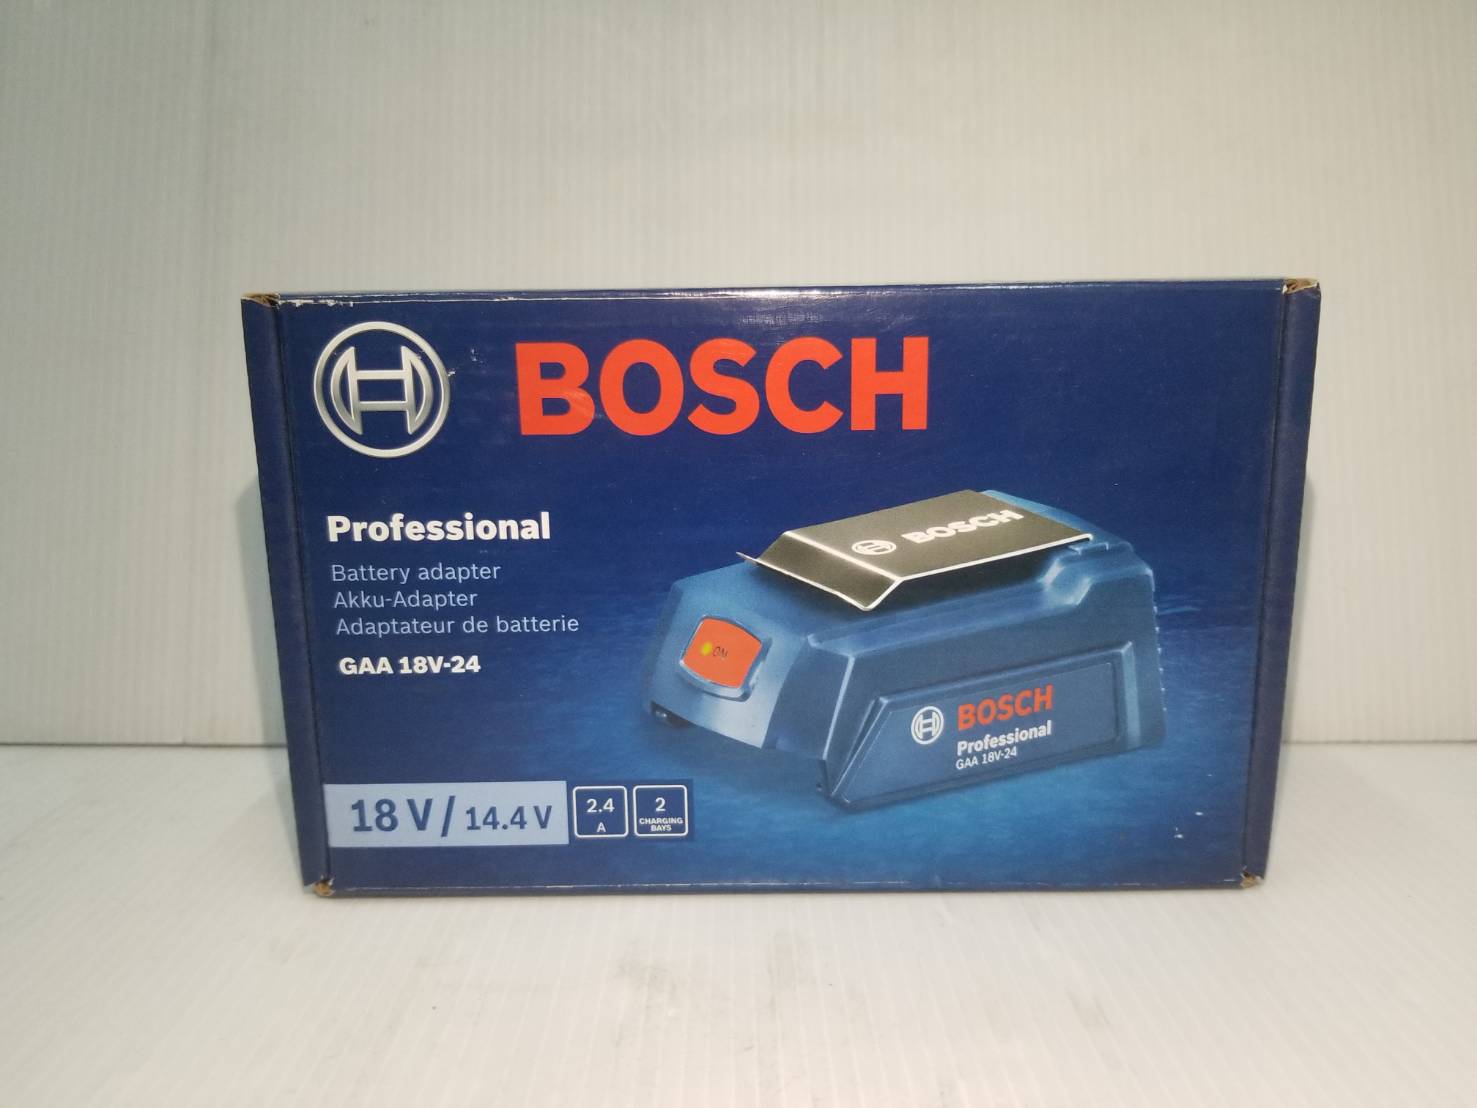 BOSCH
Professional
Battery adapter
Akku-Adapter
Adaptateur de batterie
GAA 18V-24
BOSCH
ON
BOSCH
Professional
GAA 18V-24
18 V / 14.4 V
2.4
A
2
CHARGING
BAYS